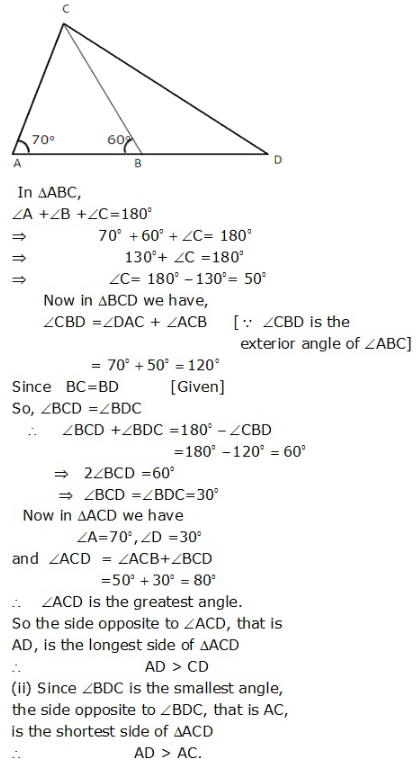 C
70° 60°
A B D
In ΔABC,
∠A +∠B +∠C=180°
⇒ 70° +60° +∠C= 180°
⇒ 130°+ ∠C =180°
⇒ ∠C= 180° −130°= 50°
Now in ΔBCD we have,
∠CBD =∠DAC + ∠ACB [∵ ∠CBD is the
exterior angle of ∠ABC]
= 70° +50° =120°
Since BC=BD [Given]
So, ∠BCD =∠BDC
∴ ∠BCD +∠BDC =180° −∠CBD
=180° −120° = 60°
⇒ 2∠BCD =60°
⇒ ∠BCD =∠BDC=30°
Now in ΔACD we have
∠A=70°,∠D =30°
and ∠ACD = ∠ACB+∠BCD
=50° +30° = 80°
∴ ∠ACD is the greatest angle.
So the side opposite to ∠ACD, that is
AD, is the longest side of ΔACD
∴ AD > CD
(ii) Since ∠BDC is the smallest angle,
the side opposite to ∠BDC, that is AC,
is the shortest side of ΔACD
∴ AD > AC.